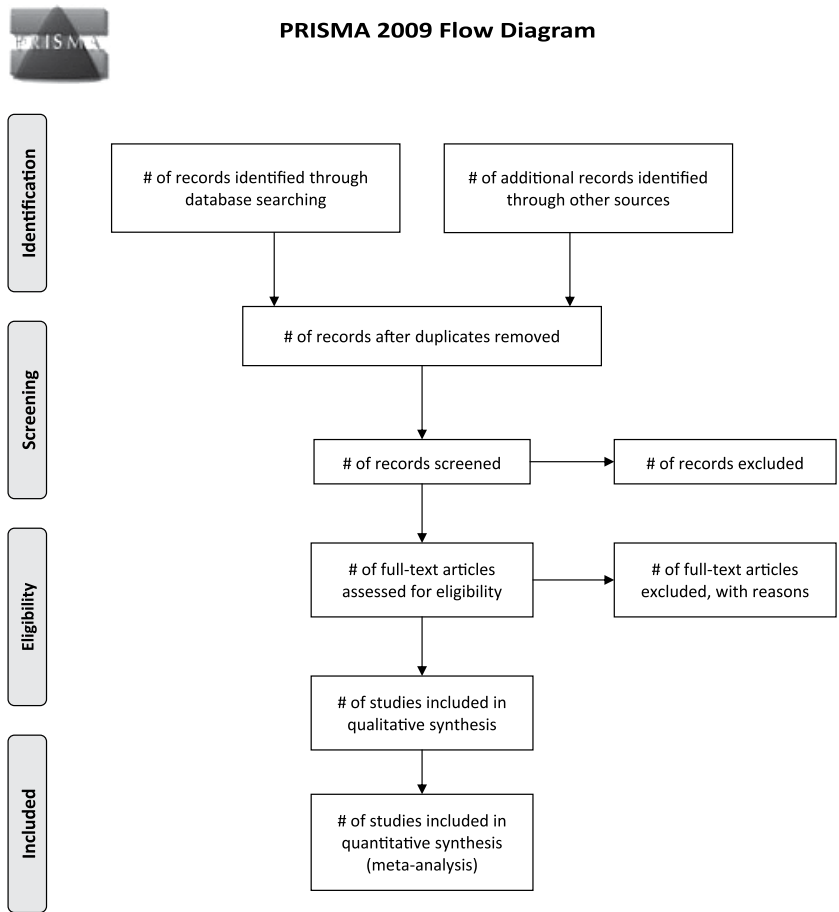 PRISMA
PRISMA 2009 Flow Diagram
Identification
# of records identified through
database searching
# of additional records identified
through other sources
# of records after duplicates removed
Screening
# of records screened
# of records excluded
Eligibility
# of full-text articles
assessed for eligibility
# of full-text articles
excluded, with reasons
# of studies included in
qualitative synthesis
Included
# of studies included in
quantitative synthesis
(meta-analysis)